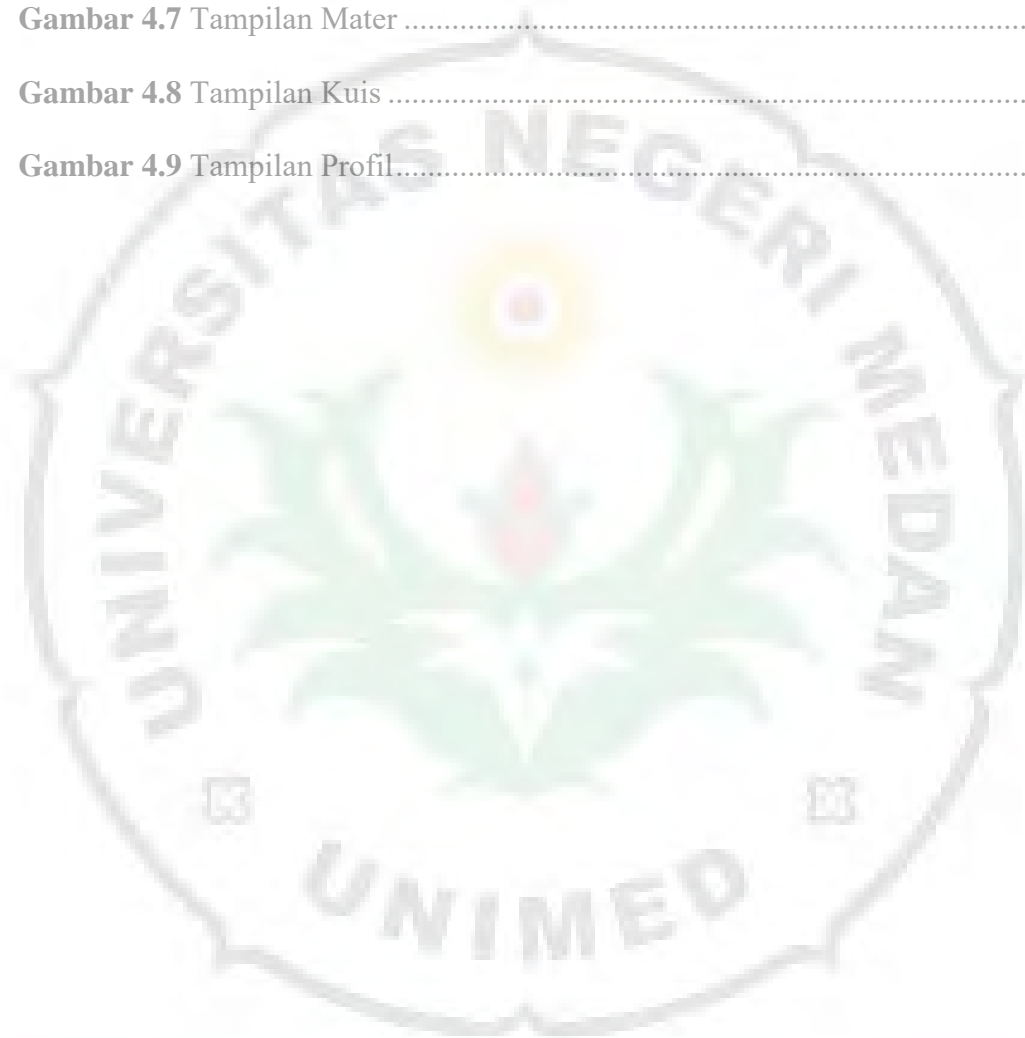 Gambar 4.7 Tampilan Mater ........................................................................................
Gambar 4.8 Tampilan Kuis ........................................................................................
Gambar 4.9 Tampilan Profil........................................................................................
UNIVERSITAS NEGERI MEDAN
UNIMED